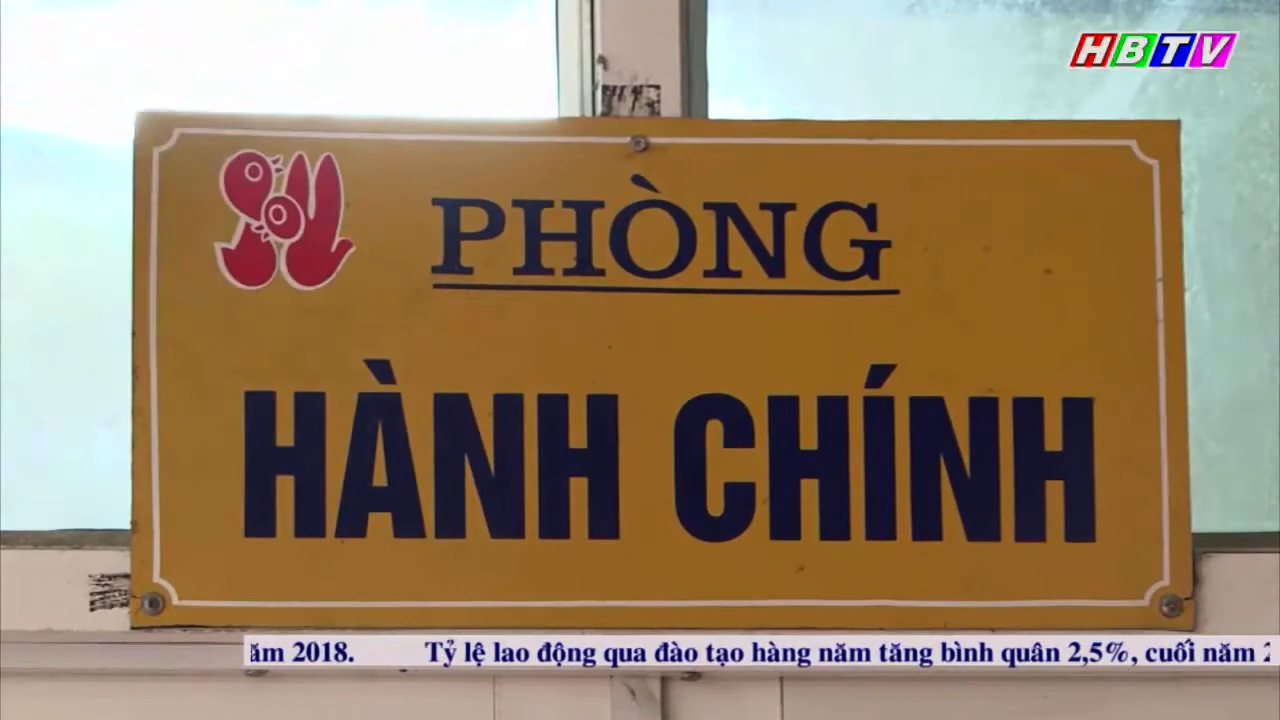 HBTV
PHÒNG
HÀNH CHÍNH
2018. Tỷ lệ lao động qua đào tạo hàng năm tăng bình quân 2,5%, cuối năm